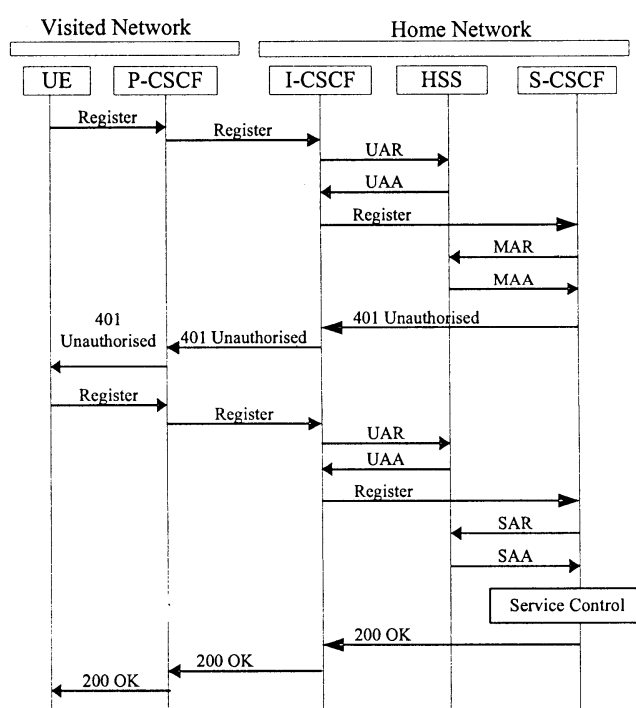 Visited Network
Home Network
UE
P-CSCF
I-CSCF
HSS
S-CSCF
Register
Register
UAR
UAA
Register
MAR
MAA
401 Unauthorised
401 Unauthorised
401
Unauthorised
Register
Register
UAR
UAA
Register
SAR
SAA
Service Control
200 OK
200 OK
200 OK